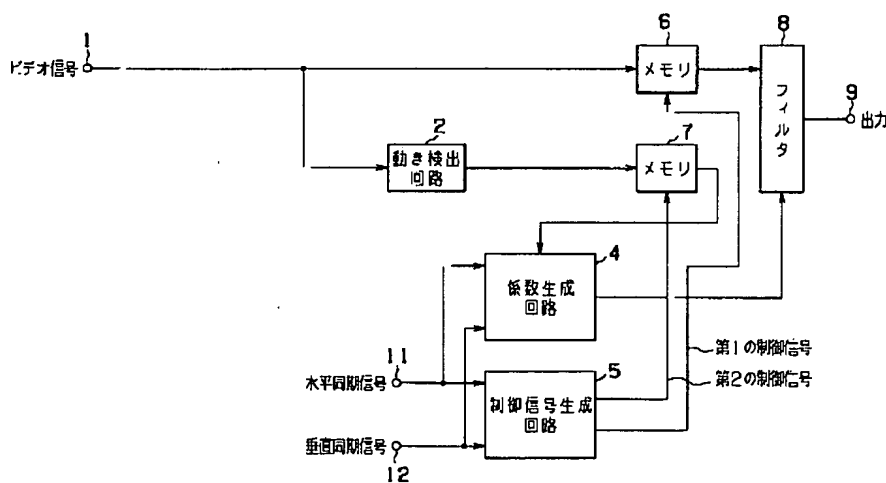 1
ビデオ信号
6
メモリ
8
フィルタ
9
出力
2
動き検出
回路
7
メモリ
4
係数生成
回路
第1の制御信号
第2の制御信号
11
水平同期信号
5
制御信号生成
回路
垂直同期信号
12